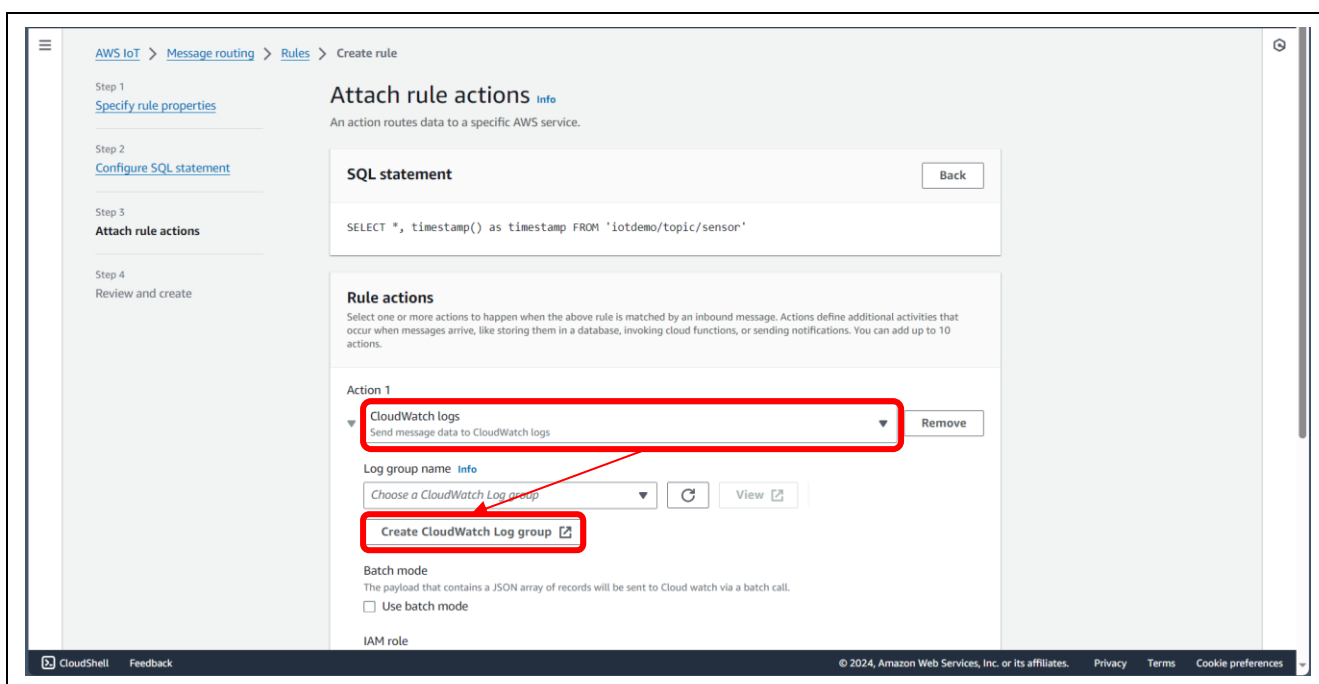 AWS IoT > Message routing > Rules > Create rule
Step 1
Specify rule properties
Step 2
Configure SQL statement
Step 3
Attach rule actions
Step 4
Review and create
Attach rule actions Info
An action routes data to a specific AWS service.
SQL statement
Back
SELECT *, timestamp() as timestamp FROM 'iotdemo/topic/sensor'
Rule actions
Select one or more actions to happen when the above rule is matched by an inbound message. Actions define additional activities that
occur when messages arrive, like storing them in a database, invoking cloud functions, or sending notifications. You can add up to 10
actions.
Action 1
CloudWatch logs
Send message data to CloudWatch logs
Remove
Log group name Info
Choose a CloudWatch Log group
View
Create CloudWatch Log group
Batch mode
The payload that contains a JSON array of records will be sent to Cloud watch via a batch call.
Use batch mode
IAM role
CloudShell Feedback © 2024, Amazon Web Services, Inc. or its affiliates. Privacy Terms Cookie preferences